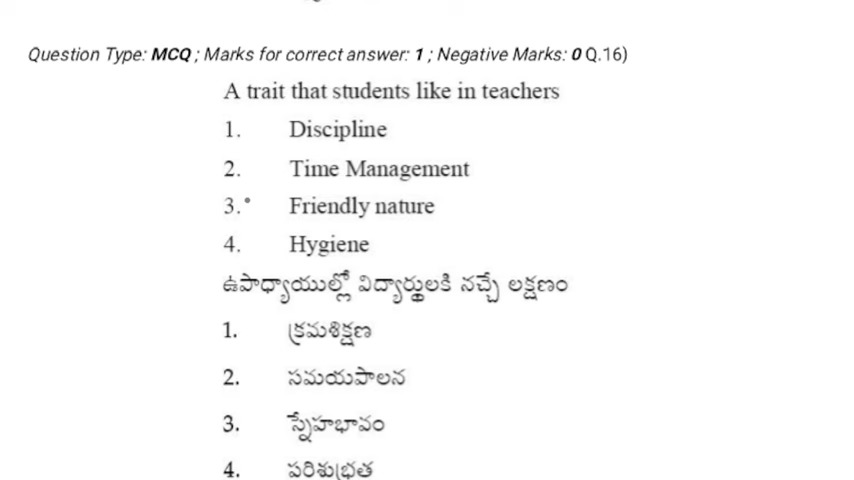 Question Type: MCQ ; Marks for correct answer: 1 ; Negative Marks: 0 Q.16)
A trait that students like in teachers
1. Discipline
2. Time Management
3.* Friendly nature
4. Hygiene
ఉపాధ్యాయుల్లో విద్యార్థులకి నచ్చే లక్షణం
1. క్రమశిక్షణ
2. సమయపాలన
3. స్నేహభావం
4. పరిశుభ్రత